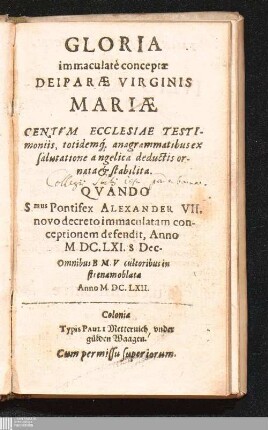 GLORIA
immaculatè conceptæ
DEIPARÆ VIRGINIS
MARIÆ
CENTVM ECCLESIAE TESTI-
moniis, totidemq́; anagrammatibus ex
salutatione angelica deductis or-
nata & stabilita.
QVANDO
Smus Pontifex ALEXANDER VII.
novo decreto immaculatam con-
ceptionem defendit, Anno
M DC.LXI. 8 Dec.
Omnibus B M V cultoribus in
strenam oblata
Anno M DC. LXII.
Coloniæ
Typis PAULI Metternich, vnder
gülden Waagen.
Cum permissu superiorum.